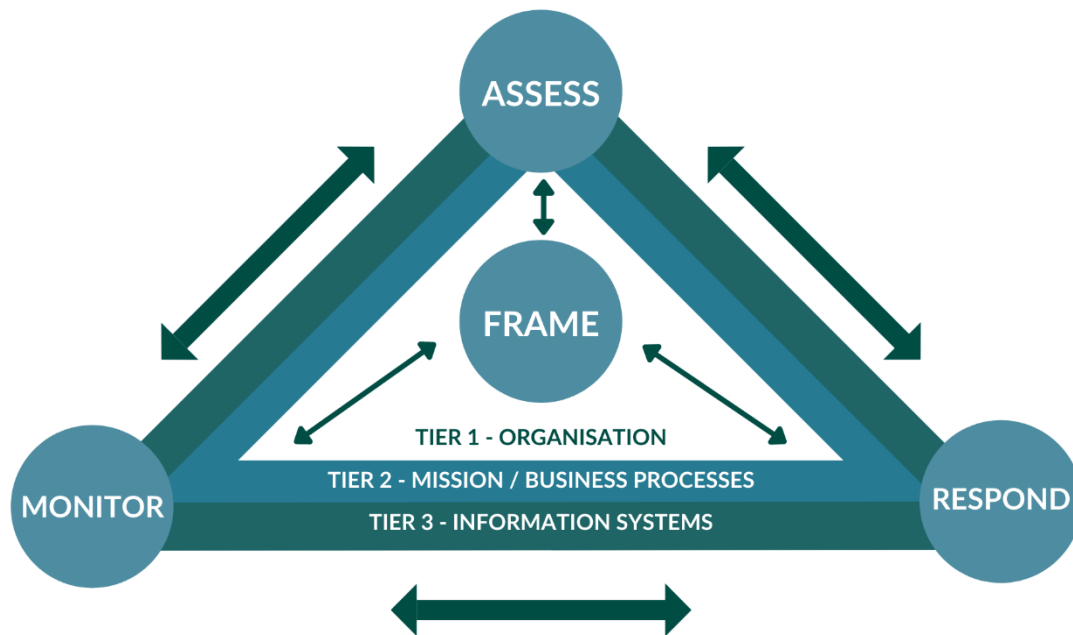 ASSESS
FRAME
TIER 1 - ORGANISATION
TIER 2 - MISSION / BUSINESS PROCESSES
MONITOR
RESPOND
TIER 3 - INFORMATION SYSTEMS